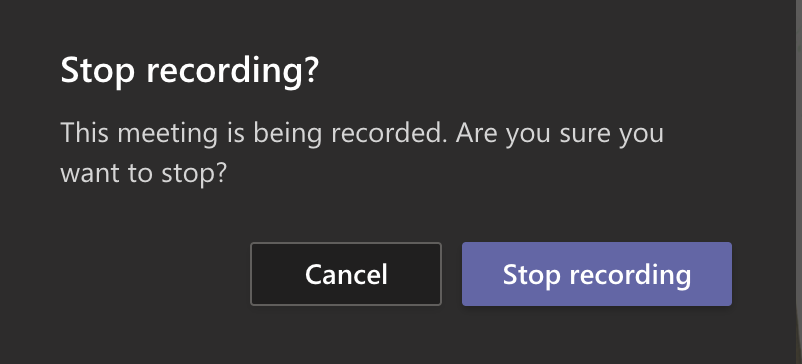 Stop recording?
This meeting is being recorded. Are you sure you
want to stop?
Cancel
Stop recording